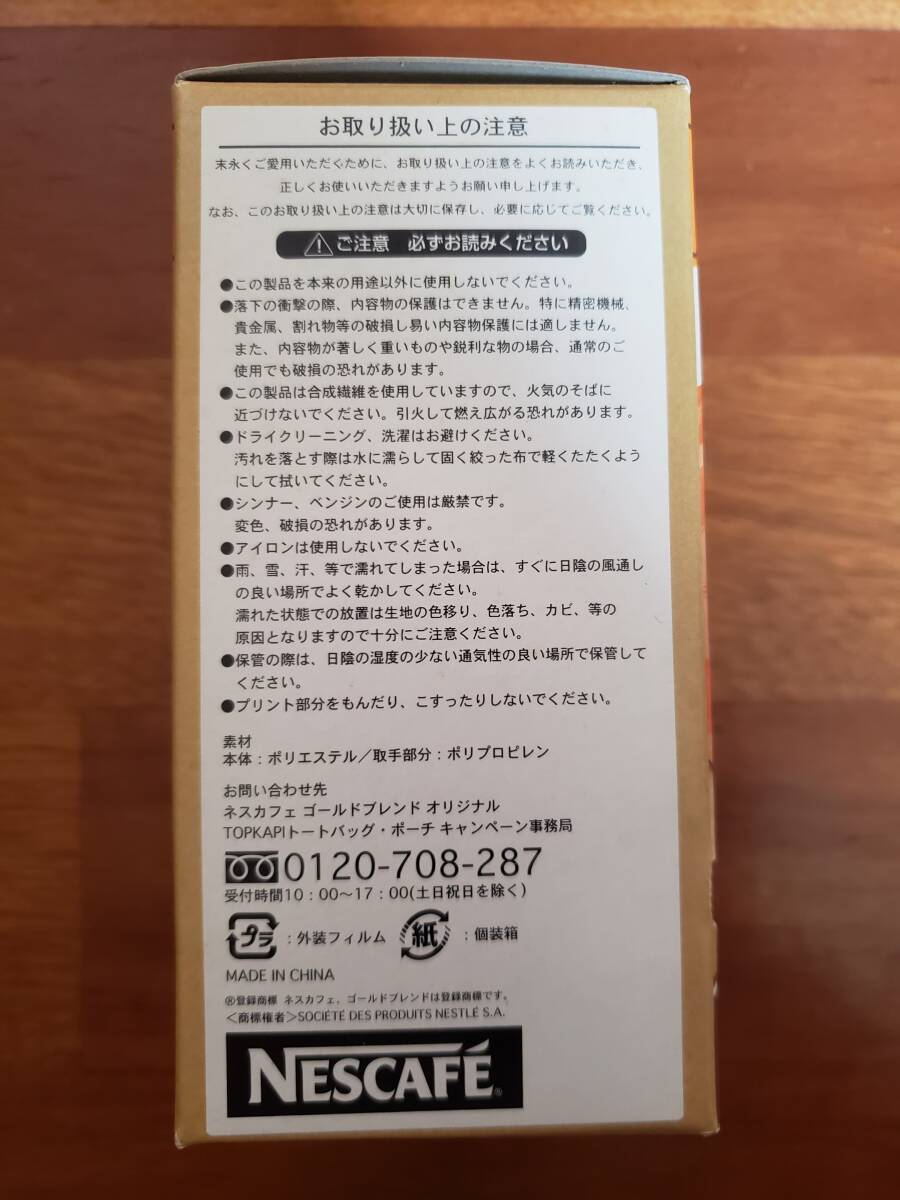 お取り扱い上の注意
末永くご愛用いただくために、お取り扱い上の注意をよくお読みいただき、
正しくお使いいただきますようお願い申し上げます。
なお、このお取り扱い上の注意は大切に保存し、必要に応じてご覧ください。
ご注意 必ずお読みください
●この製品を本来の用途以外に使用しないでください。
●落下の衝撃の際、内容物の保護はできません。特に精密機械、
貴金属、割れ物等の破損し易い内容物保護には適しません。
また、内容物が著しく重いものや鋭利な物の場合、通常のご
使用でも破損の恐れがあります。
●この製品は合成繊維を使用していますので、火気のそばに
近づけないでください。引火して燃え広がる恐れがあります。
●ドライクリーニング、洗濯はお避けください。
汚れを落とす際は水に濡らして固く絞った布で軽くたたくよう
にして拭いてください。
●シンナー、ベンジンのご使用は厳禁です。
変色、破損の恐れがあります。
●アイロンは使用しないでください。
●雨、雪、汗、等で濡れてしまった場合は、すぐに日陰の風通し
の良い場所でよく乾かしてください。
濡れた状態での放置は生地の色移り、色落ち、カビ、等の
原因となりますので十分にご注意ください。
●保管の際は、日陰の湿度の少ない通気性の良い場所で保管して
ください。
●プリント部分をもんだり、こすったりしないでください。
素材
本体：ポリエステル／取手部分：ポリプロピレン
お問い合わせ先
ネスカフェ ゴールドブレンド オリジナル
TOPKAPIトートバッグ・ポーチ キャンペーン事務局
0120-708-287
受付時間10：00〜17：00(土日祝日を除く)
プラ：外装フィルム 紙：個装箱
MADE IN CHINA
®登録商標 ネスカフェ、ゴールドブレンドは登録商標です。
＜商標権者＞SOCIÉTÉ DES PRODUITS NESTLÉ S.A.
NESCAFÉ®